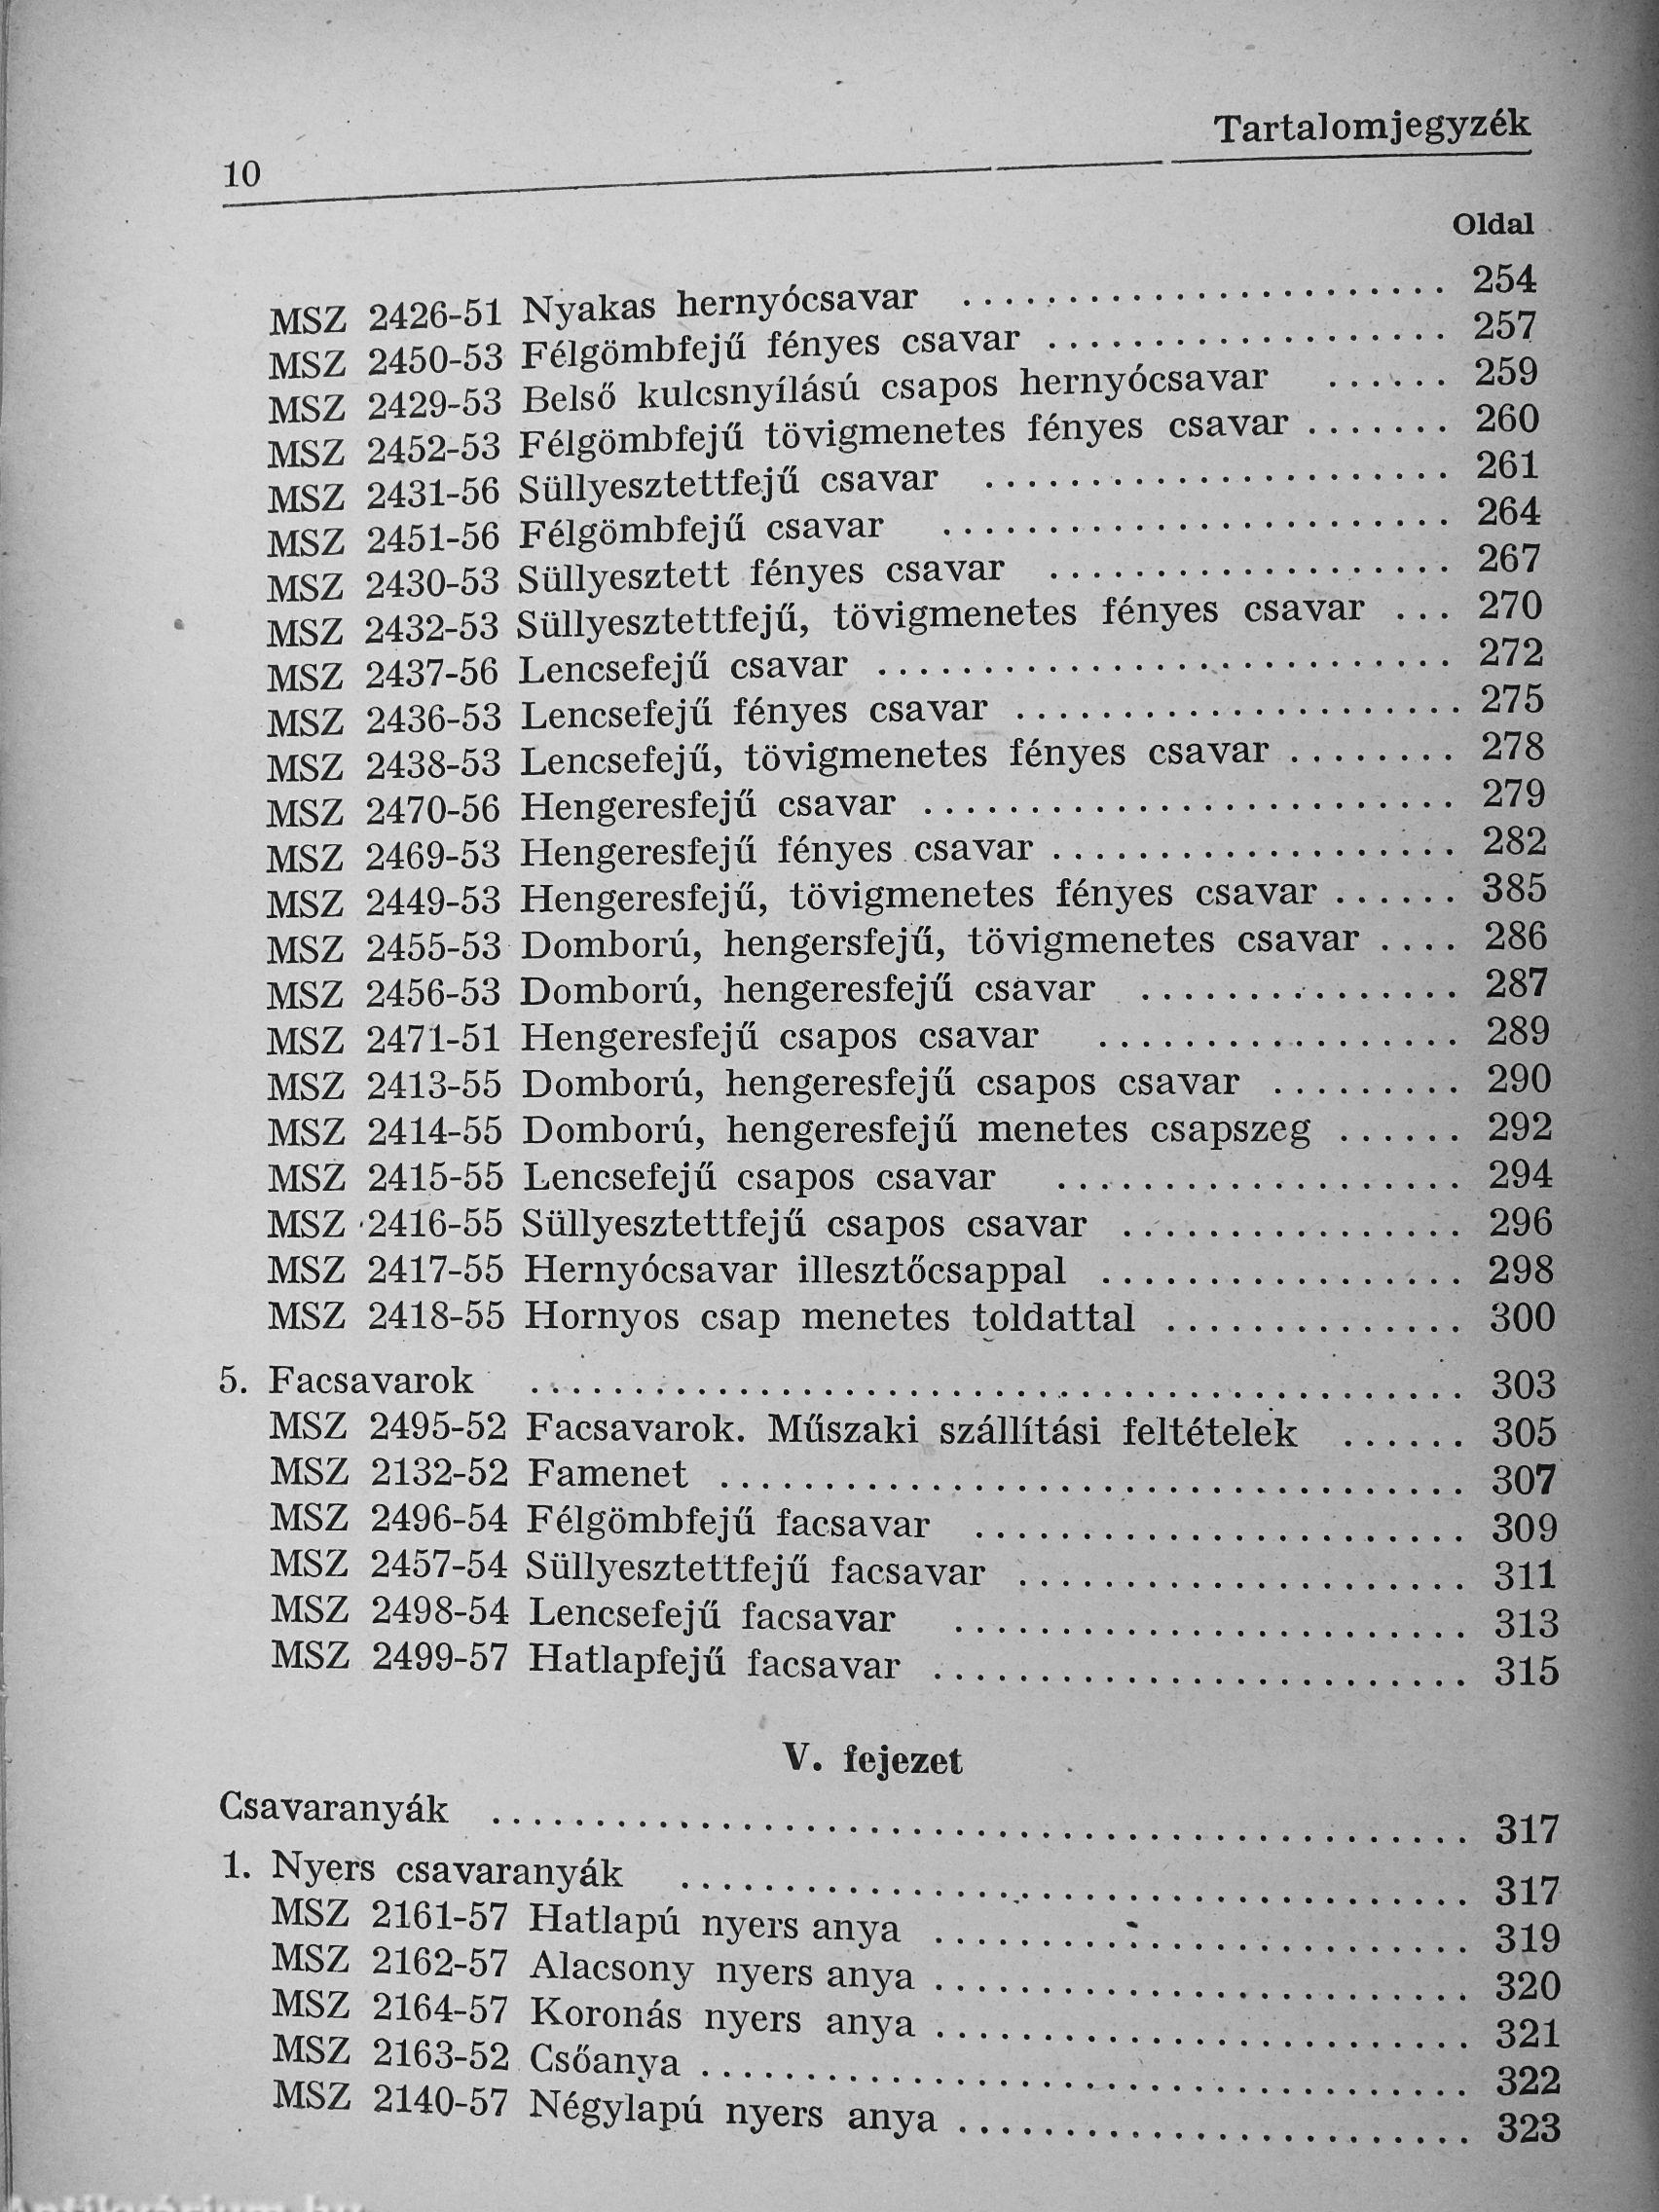 Tartalomjegyzék
10
Oldal
MSZ 2426-51 Nyakas hernyócsavar ........................ 254
MSZ 2450-53 Félgömbfejű fényes csavar ................... 257
MSZ 2429-53 Belső kulcsnyílású csapos hernyócsavar ...... 259
MSZ 2452-53 Félgömbfejű tövigmenetes fényes csavar ....... 260
MSZ 2431-56 Süllyesztettfejű csavar ...................... 261
MSZ 2451-56 Félgömbfejű csavar ........................ 264
MSZ 2430-53 Süllyesztett fényes csavar ................... 267
MSZ 2432-53 Süllyesztettfejű, tövigmenetes fényes csavar ... 270
MSZ 2437-56 Lencsefejű csavar ........................... 272
MSZ 2436-53 Lencsefejű fényes csavar ..................... 275
MSZ 2438-53 Lencsefejű, tövigmenetes fényes csavar ........ 278
MSZ 2470-56 Hengeresfejű csavar ......................... 279
MSZ 2469-53 Hengeresfejű fényes csavar ................... 282
MSZ 2449-53 Hengeresfejű, tövigmenetes fényes csavar ...... 385
MSZ 2455-53 Domború, hengersfejű, tövigmenetes csavar .... 286
MSZ 2456-53 Domború, hengeresfejű csavar ............... 287
MSZ 2471-51 Hengeresfejű csapos csavar ................. 289
MSZ 2413-55 Domború, hengeresfejű csapos csavar ......... 290
MSZ 2414-55 Domború, hengeresfejű menetes csapszeg ...... 292
MSZ 2415-55 Lencsefejű csapos csavar ................... 294
MSZ 2416-55 Süllyesztettfejű csapos csavar ................ 296
MSZ 2417-55 Hernyócsavar illesztőcsappal ................. 298
MSZ 2418-55 Hornyos csap menetes toldattal .............. 300
5. Facsavarok ............................................ 303
MSZ 2495-52 Facsavarok. Műszaki szállítási feltételek ...... 305
MSZ 2132-52 Famenet ................................... 307
MSZ 2496-54 Félgömbfejű facsavar ....................... 309
MSZ 2457-54 Süllyesztettfejű facsavar ..................... 311
MSZ 2498-54 Lencsefejű facsavar ........................ 313
MSZ 2499-57 Hatlapfejű facsavar ......................... 315
V. fejezet
Csavaranyák .............................................. 317
1. Nyers csavaranyák ..................................... 317
MSZ 2161-57 Hatlapú nyers anya ......................... 319
MSZ 2162-57 Alacsony nyers anya ......................... 320
MSZ 2164-57 Koronás nyers anya ......................... 321
MSZ 2163-52 Csőanya .................................... 322
MSZ 2140-57 Négylapú nyers anya ........................ 323
Antikvárium.hu